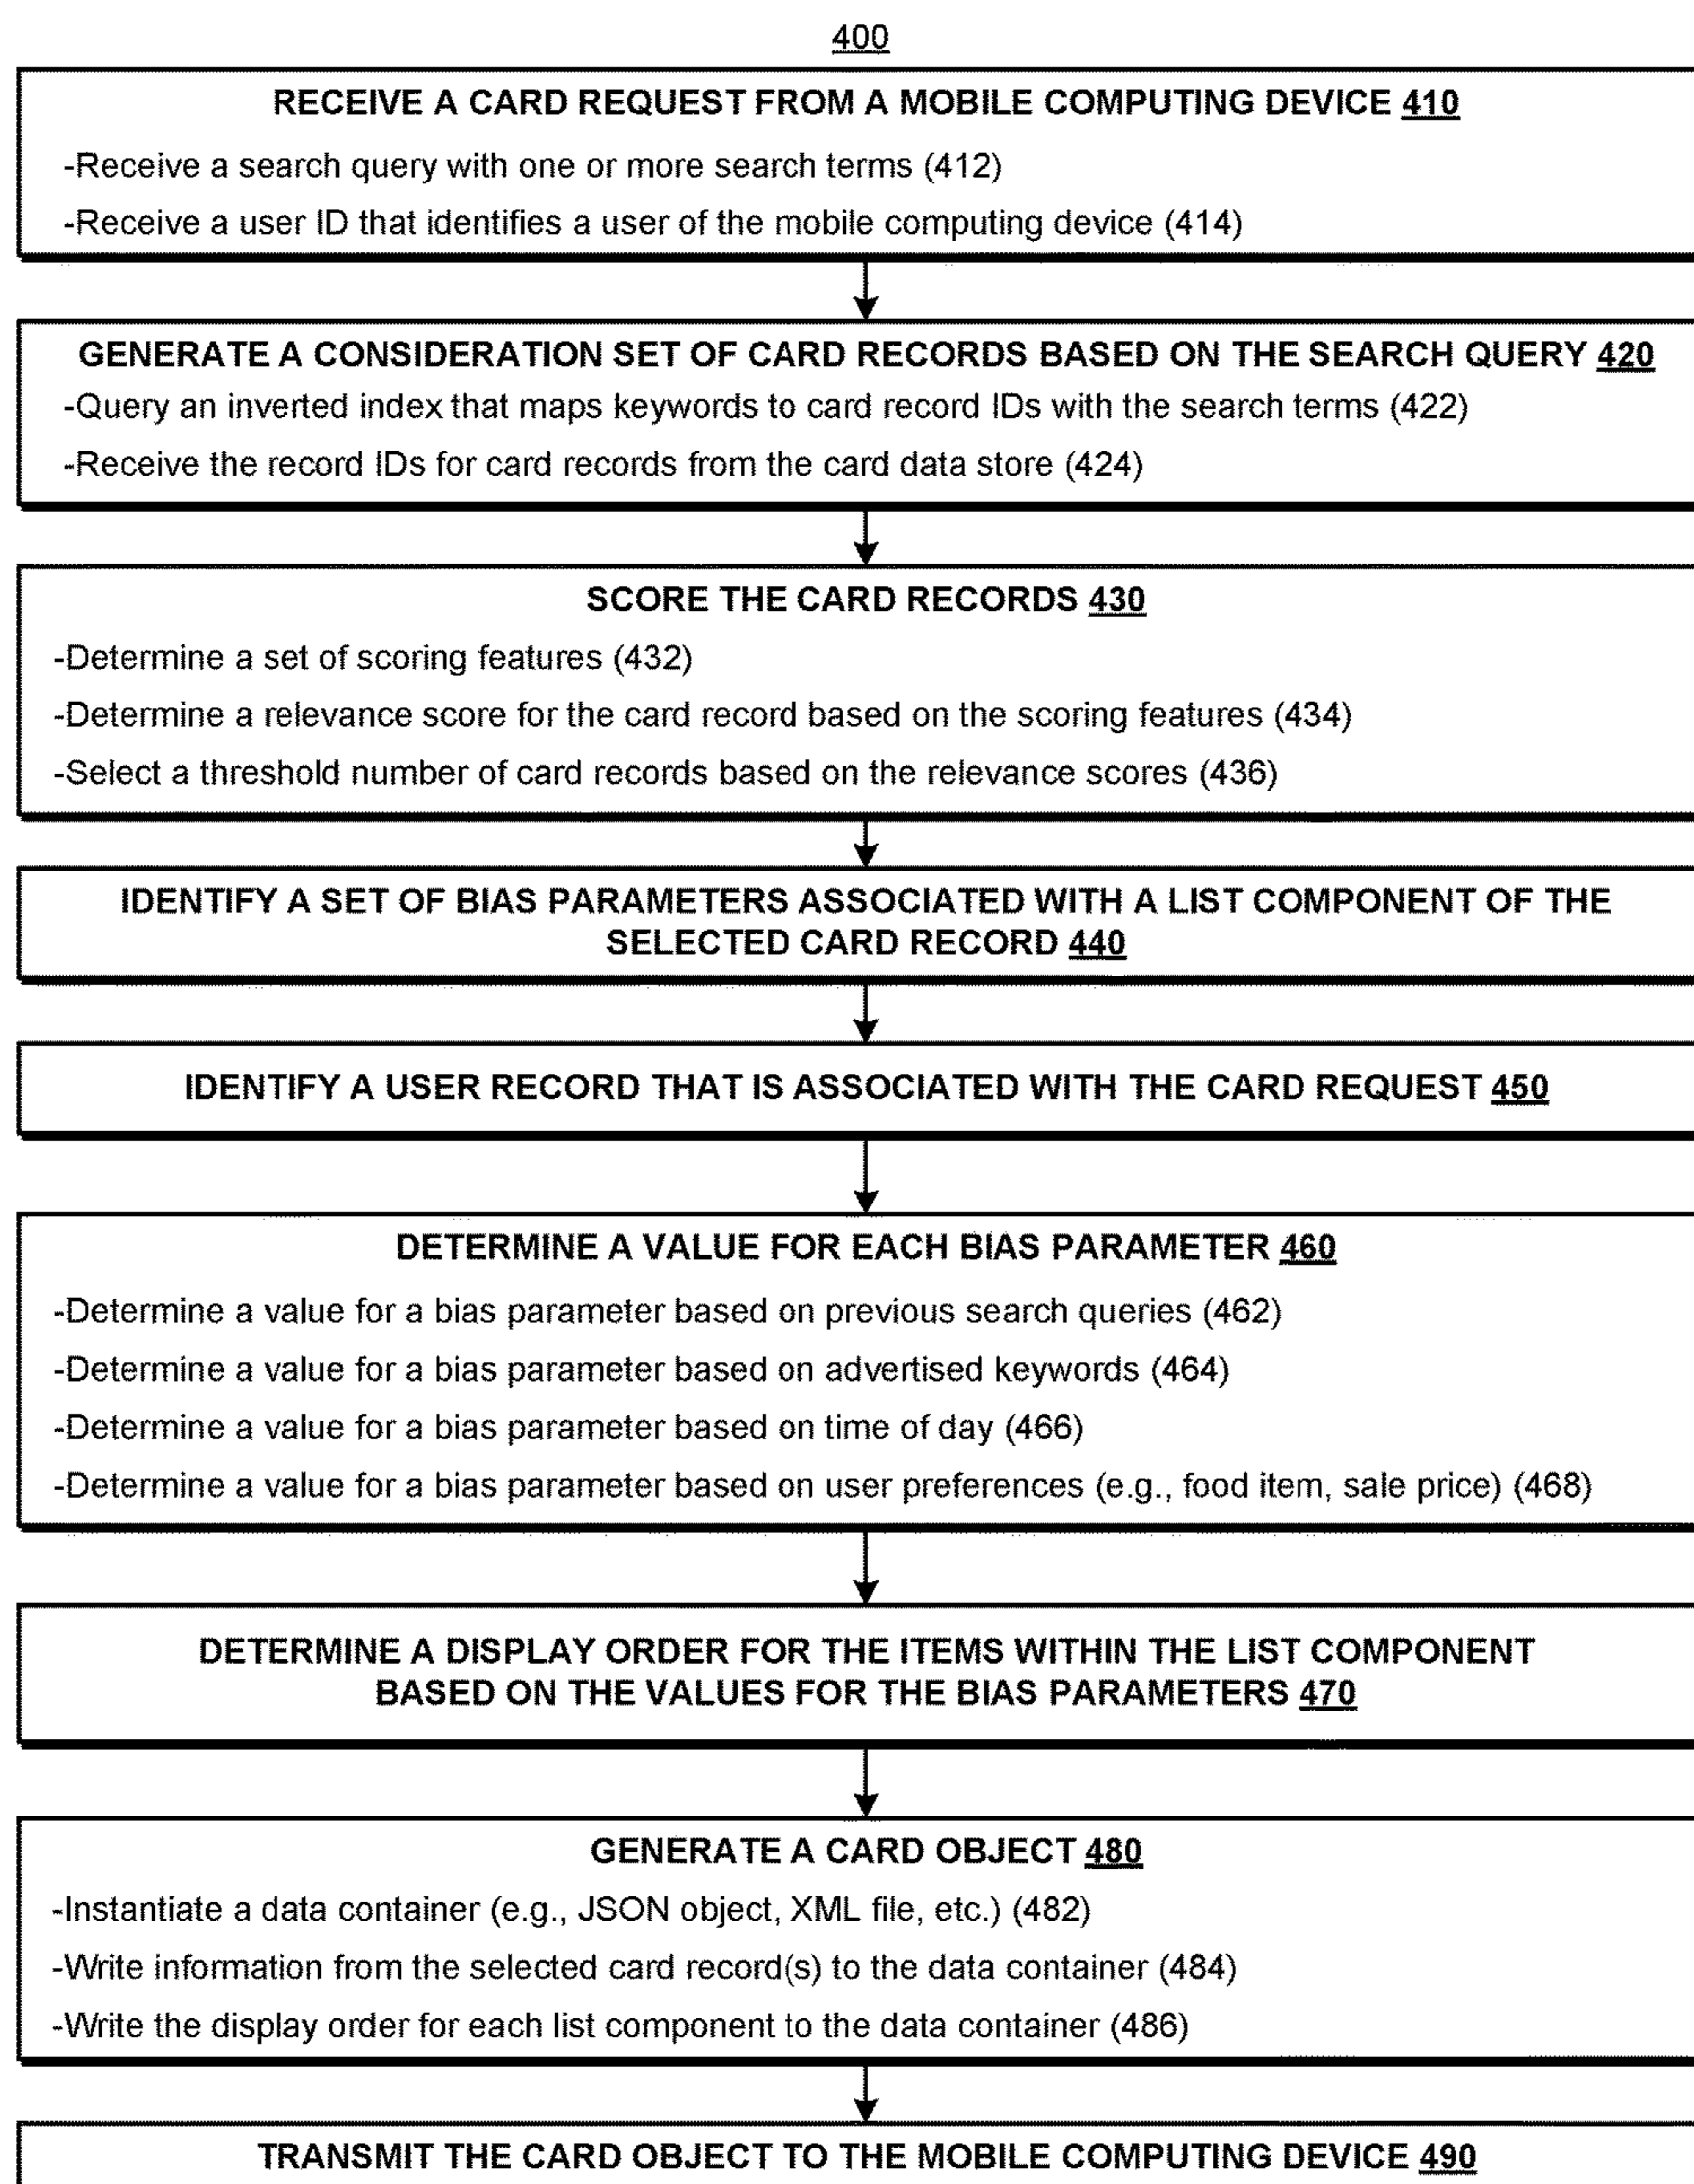 400
RECEIVE A CARD REQUEST FROM A MOBILE COMPUTING DEVICE 410
-Receive a search query with one or more search terms (412)
-Receive a user ID that identifies a user of the mobile computing device (414)
GENERATE A CONSIDERATION SET OF CARD RECORDS BASED ON THE SEARCH QUERY 420
-Query an inverted index that maps keywords to card record IDs with the search terms (422)
-Receive the record IDs for card records from the card data store (424)
SCORE THE CARD RECORDS 430
-Determine a set of scoring features (432)
-Determine a relevance score for the card record based on the scoring features (434)
-Select a threshold number of card records based on the relevance scores (436)
IDENTIFY A SET OF BIAS PARAMETERS ASSOCIATED WITH A LIST COMPONENT OF THE
SELECTED CARD RECORD 440
IDENTIFY A USER RECORD THAT IS ASSOCIATED WITH THE CARD REQUEST 450
DETERMINE A VALUE FOR EACH BIAS PARAMETER 460
-Determine a value for a bias parameter based on previous search queries (462)
-Determine a value for a bias parameter based on advertised keywords (464)
-Determine a value for a bias parameter based on time of day (466)
-Determine a value for a bias parameter based on user preferences (e.g., food item, sale price) (468)
DETERMINE A DISPLAY ORDER FOR THE ITEMS WITHIN THE LIST COMPONENT
BASED ON THE VALUES FOR THE BIAS PARAMETERS 470
GENERATE A CARD OBJECT 480
-Instantiate a data container (e.g., JSON object, XML file, etc.) (482)
-Write information from the selected card record(s) to the data container (484)
-Write the display order for each list component to the data container (486)
TRANSMIT THE CARD OBJECT TO THE MOBILE COMPUTING DEVICE 490